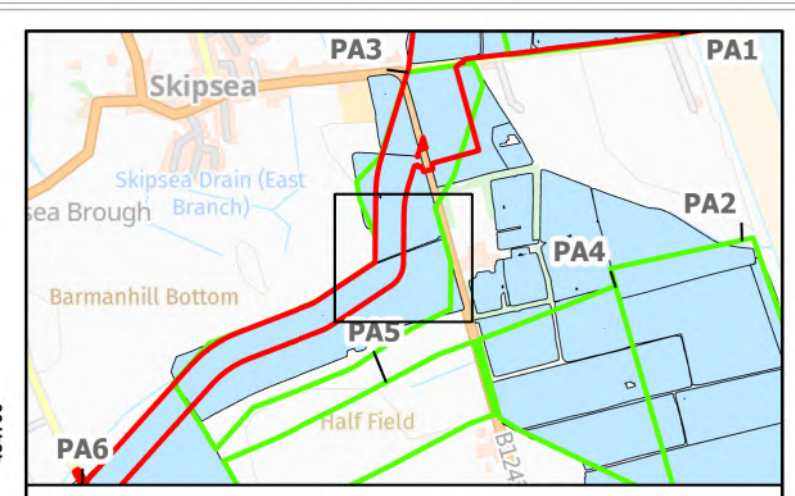 PA3
PA1
Skipsea
Skipsea Drain (East
Branch)
sea Brough
PA2
PA4
Barmanhill Bottom
PA5
Half Field
PA6
B124